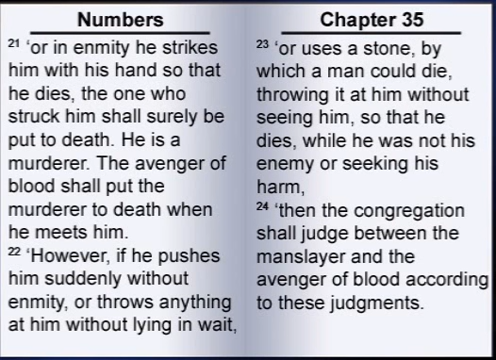 Numbers
21 ‘or in enmity he strikes
him with his hand so that
he dies, the one who
struck him shall surely be
put to death. He is a
murderer. The avenger of
blood shall put the
murderer to death when
he meets him.
22 ‘However, if he pushes
him suddenly without
enmity, or throws anything
at him without lying in wait,
Chapter 35
23 ‘or uses a stone, by
which a man could die,
throwing it at him without
seeing him, so that he
dies, while he was not his
enemy or seeking his
harm,
24 ‘then the congregation
shall judge between the
manslayer and the
avenger of blood according
to these judgments.